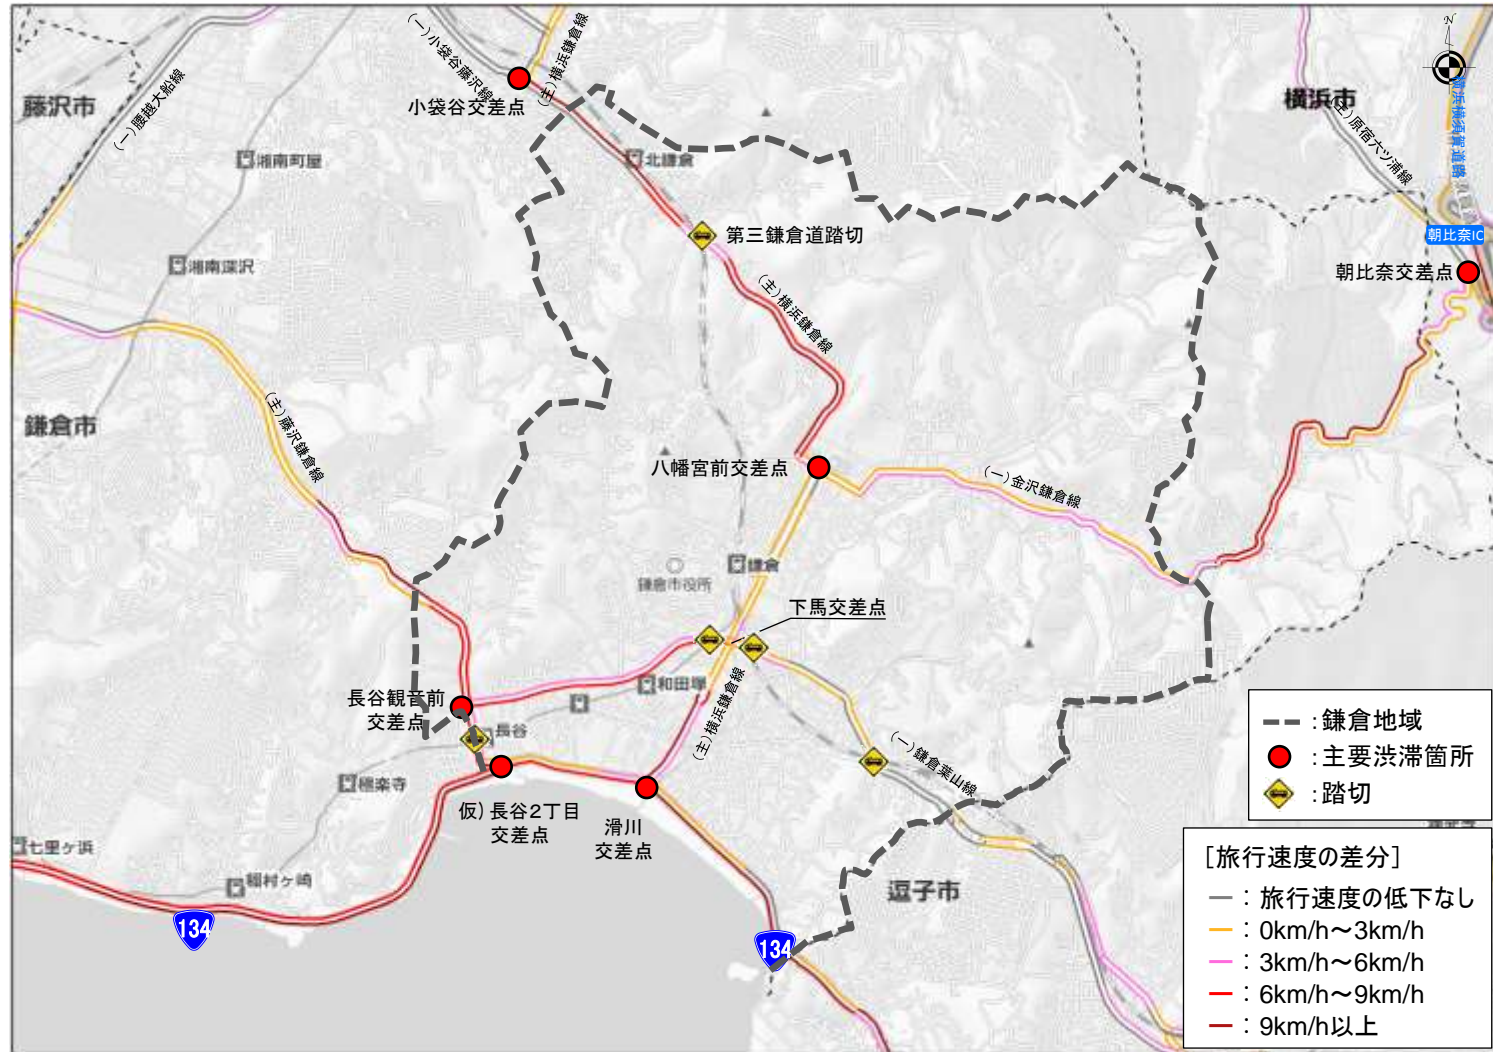 (一)小袋谷藤沢線
(主)横浜鎌倉線
藤沢市
(一)腰越大船線
小袋谷交差点
横浜市
(主)原宿六ツ浦線
横浜横須賀道路
N
湘南町屋
北鎌倉
第三鎌倉道踏切
朝比奈IC
朝比奈交差点
湘南深沢
(主)横浜鎌倉線
鎌倉市
(主)藤沢鎌倉線
八幡宮前交差点
(一)金沢鎌倉線
鎌倉
鎌倉市役所
下馬交差点
和田塚
長谷観音前
交差点
長谷
(主)横浜鎌倉線
(一)鎌倉葉山線
極楽寺
仮)長谷2丁目
交差点
滑川
交差点
七里ヶ浜
稲村ヶ崎
逗子市
134
134
:鎌倉地域
:主要渋滞箇所
:踏切
[旅行速度の差分]
:旅行速度の低下なし
:0km/h～3km/h
:3km/h～6km/h
:6km/h～9km/h
:9km/h以上